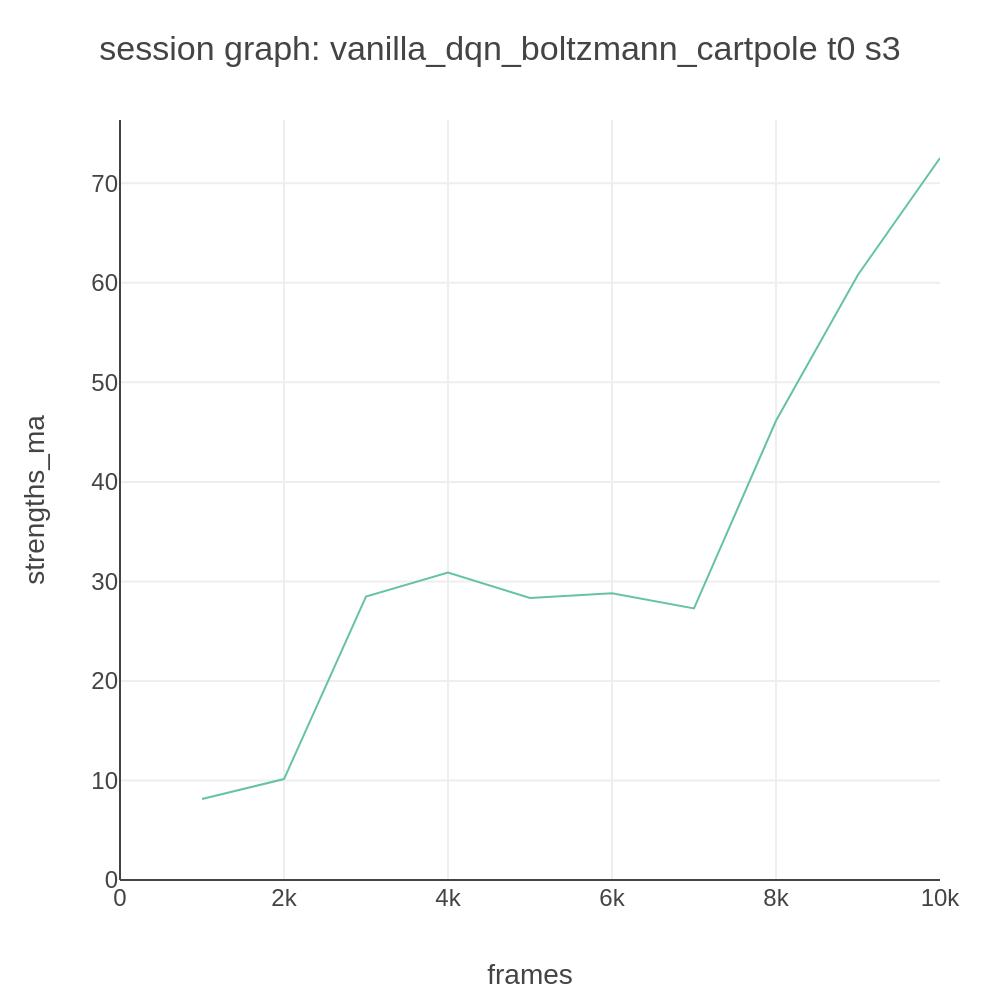 session graph: vanilla_dqn_boltzmann_cartpole t0 s3
strengths_ma
70
60
50
40
30
20
10
0
0 2k 4k 6k 8k 10k
frames